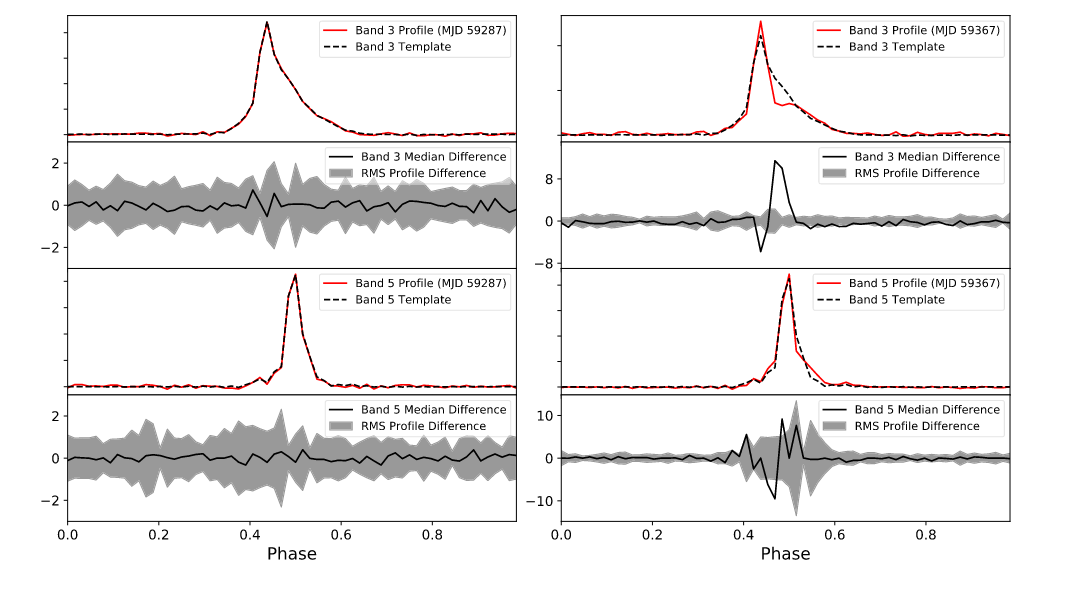 Band 3 Profile (MJD 59287)
Band 3 Template
2
0
−2
Band 3 Median Difference
RMS Profile Difference
Band 5 Profile (MJD 59287)
Band 5 Template
2
0
−2
Band 5 Median Difference
RMS Profile Difference
0.0 0.2 0.4 0.6 0.8
Phase
Band 3 Profile (MJD 59367)
Band 3 Template
8
0
−8
Band 3 Median Difference
RMS Profile Difference
Band 5 Profile (MJD 59367)
Band 5 Template
10
0
−10
Band 5 Median Difference
RMS Profile Difference
0.0 0.2 0.4 0.6 0.8
Phase